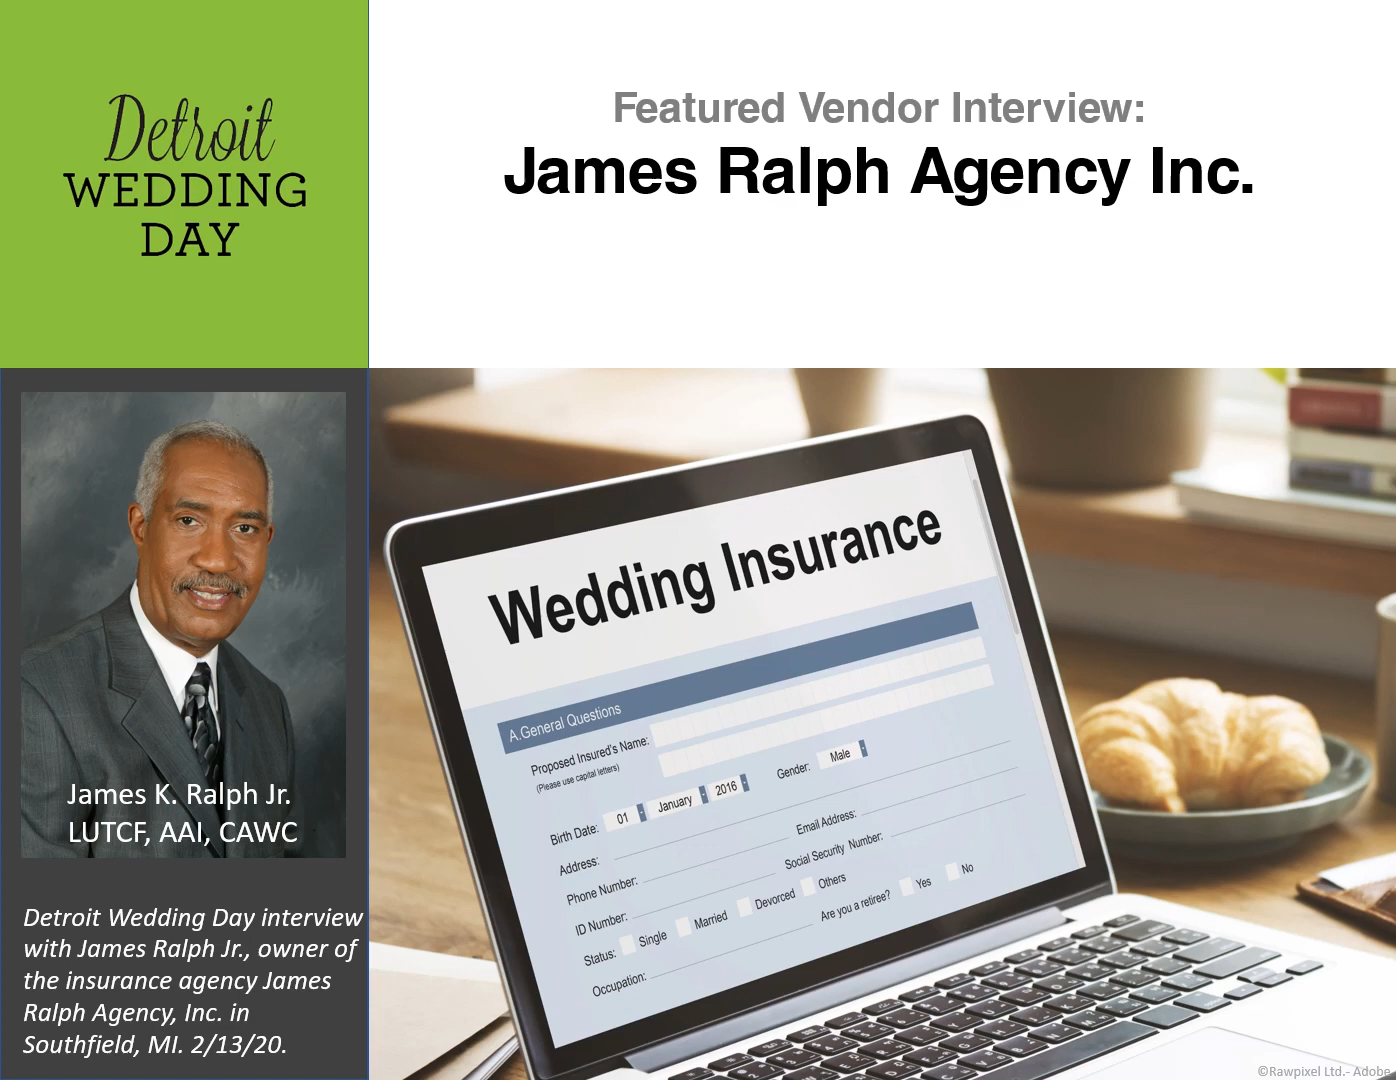 Detroit
WEDDING
DAY
Featured Vendor Interview:
James Ralph Agency Inc.
James K. Ralph Jr.
LUTCF, AAI, CAWC
Detroit Wedding Day interview
with James Ralph Jr., owner of
the insurance agency James
Ralph Agency, Inc. in
Southfield, MI. 2/13/20.
Wedding Insurance
A.General Questions
Proposed Insured's Name:
(Please use capital letters)
Birth Date: 01 January 2016 Gender: Male
Address:
Phone Number: Email Address:
ID Number: Social Security Number:
Status: Single Married Devorced Others
Occupation: Are you a retiree? Yes No
©Rawpixel Ltd.- Adobe